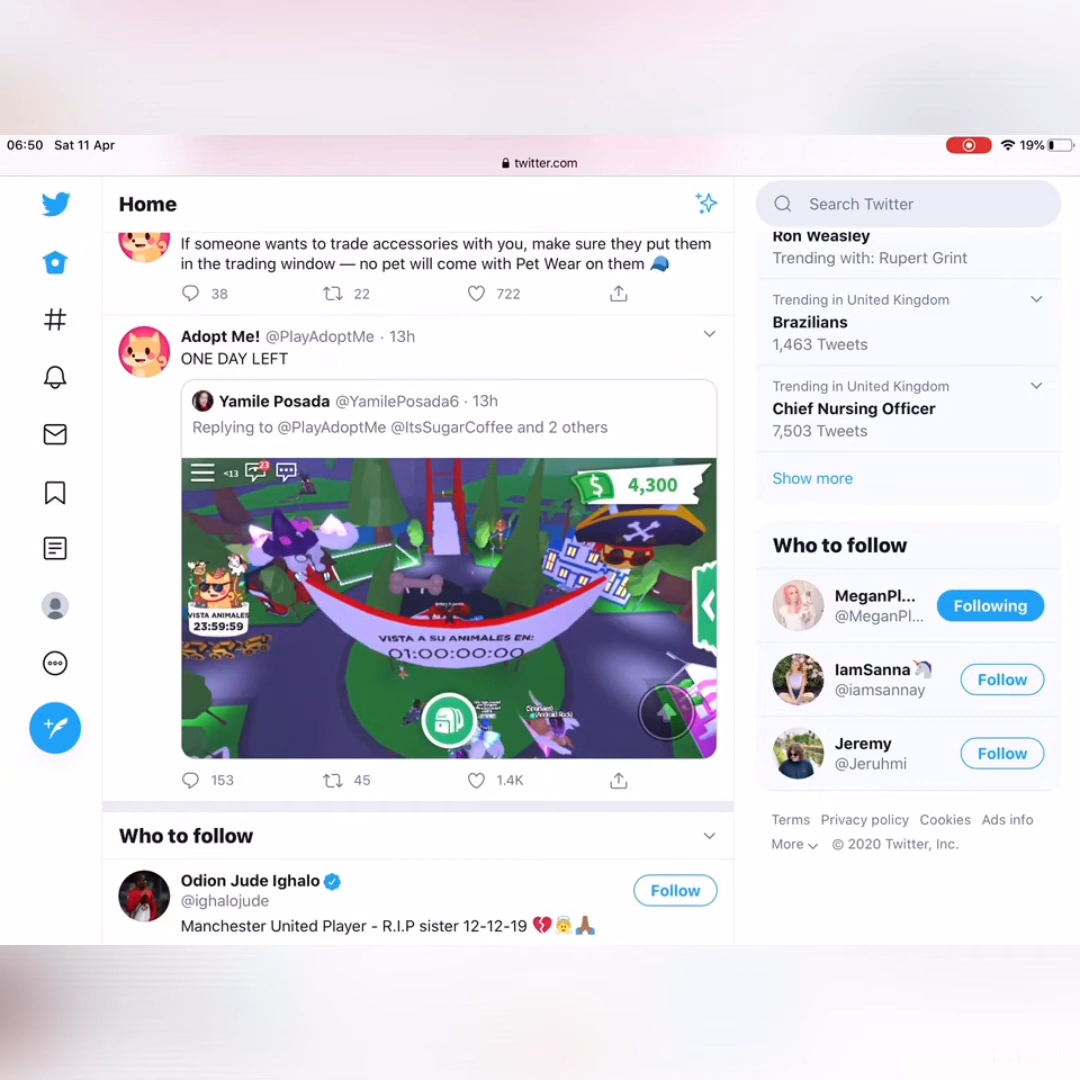 06:50 Sat 11 Apr
19%
twitter.com
Home
If someone wants to trade accessories with you, make sure they put them
in the trading window — no pet will come with Pet Wear on them 🧢
38 22 722
Adopt Me! @PlayAdoptMe · 13h
ONE DAY LEFT
Yamile Posada @YamilePosada6 · 13h
Replying to @PlayAdoptMe @ItsSugarCoffee and 2 others
<13 23
$ 4,300
VISTA ANIMALES
23:59:59
VISTA A SU ANIMALES EN:
01:00:00:00
153 45 1.4K
Who to follow
Odion Jude Ighalo
@ighalojude
Follow
Manchester United Player - R.I.P sister 12-12-19 💔👼🙏🏾
Search Twitter
Ron Weasley
Trending with: Rupert Grint
Trending in United Kingdom
Brazilians
1,463 Tweets
Trending in United Kingdom
Chief Nursing Officer
7,503 Tweets
Show more
Who to follow
MeganPl...
@MeganPl...
Following
IamSanna🦄
@iamsannay
Follow
Jeremy
@Jeruhmi
Follow
Terms Privacy policy Cookies Ads info
More © 2020 Twitter, Inc.